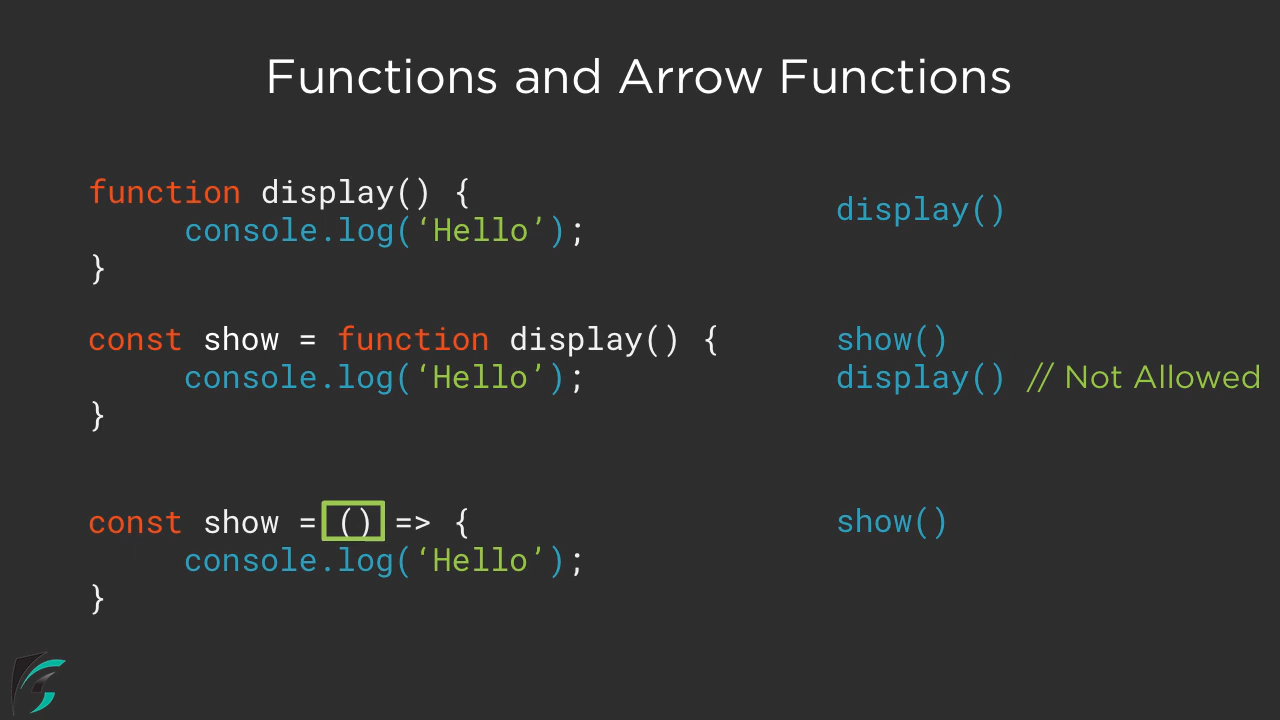 Functions and Arrow Functions
function display() {
console.log(‘Hello’);
}
display()
const show = function display() {
console.log(‘Hello’);
}
show()
display() // Not Allowed
const show = () => {
console.log(‘Hello’);
}
show()